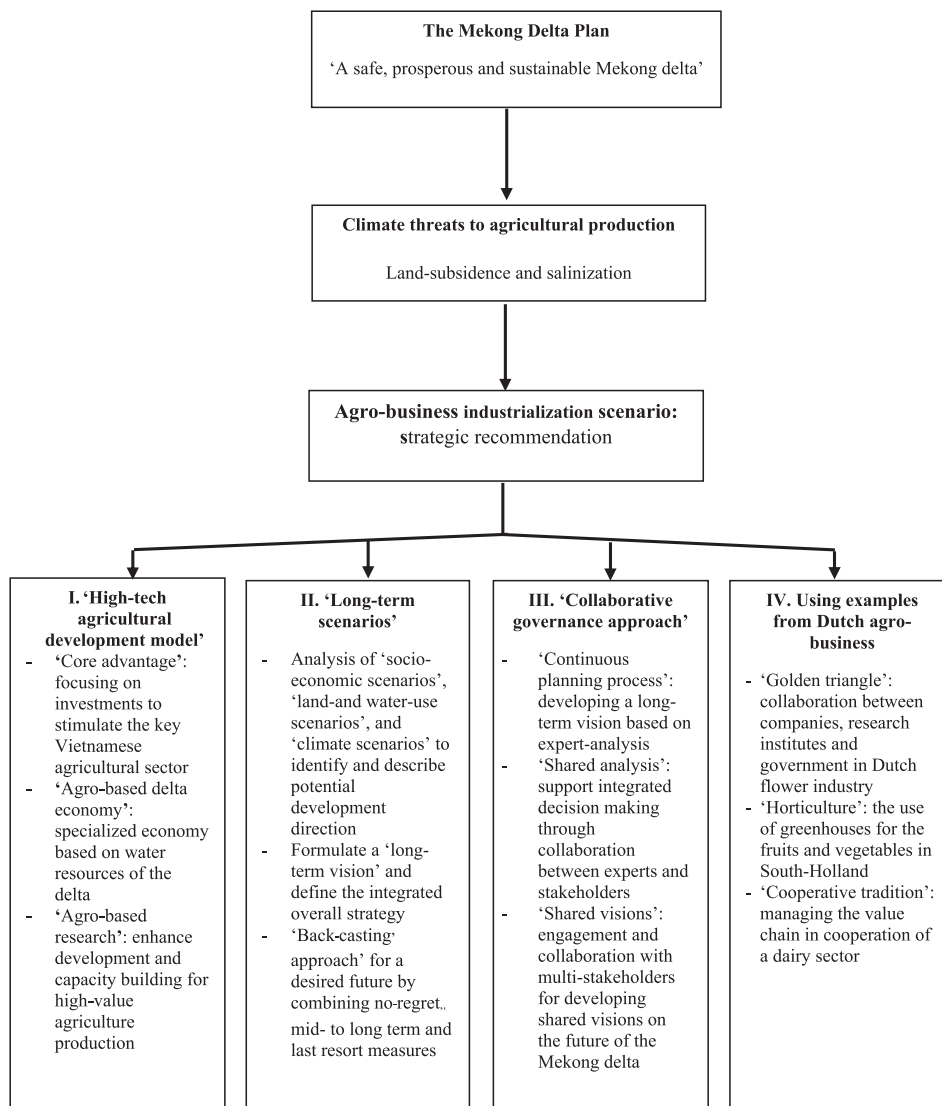 The Mekong Delta Plan
‘A safe, prosperous and sustainable Mekong delta’
Climate threats to agricultural production
Land-subsidence and salinization
Agro-business industrialization scenario:
strategic recommendation
I. ‘High-tech
agricultural
development model’
- ‘Core advantage’:
focusing on
investments to
stimulate the key
Vietnamese
agricultural sector
- ‘Agro-based delta
economy’:
specialized economy
based on water
resources of the
delta
- ‘Agro-based
research’: enhance
development and
capacity building for
high-value
agriculture
production
II. ‘Long-term
scenarios’
- Analysis of ‘socio-
economic scenarios’,
‘land-and water-use
scenarios’, and
‘climate scenarios’ to
identify and describe
potential
development
direction
- Formulate a ‘long-
term vision’ and
define the integrated
overall strategy
- ‘Back-casting’
approach’ for a
desired future by
combining no-regret,,
mid- to long term and
last resort measures
III. ‘Collaborative
governance approach’
- ‘Continuous
planning process’:
developing a long-
term vision based on
expert-analysis
- ‘Shared analysis’:
support integrated
decision making
through
collaboration
between experts and
stakeholders
- ‘Shared visions’:
engagement and
collaboration with
multi-stakeholders
for developing
shared visions on
the future of the
Mekong delta
IV. Using examples
from Dutch agro-
business
- ‘Golden triangle’:
collaboration between
companies, research
institutes and
government in Dutch
flower industry
- ‘Horticulture’: the use
of greenhouses for the
fruits and vegetables in
South-Holland
- ‘Cooperative tradition’:
managing the value
chain in cooperation of
a dairy sector